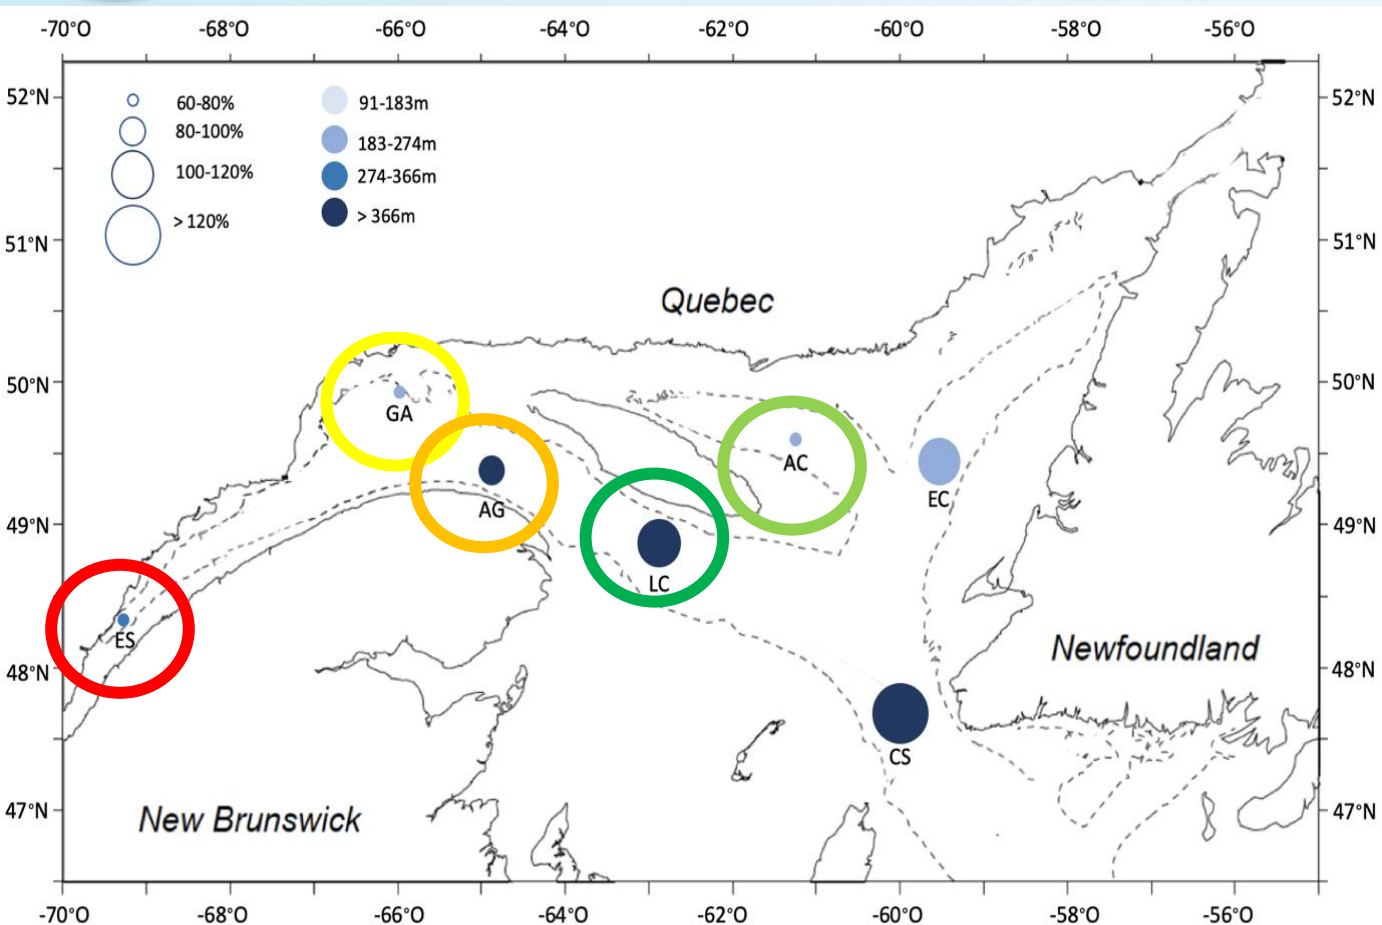 -70°O -68°O -66°O -64°O -62°O -60°O -58°O -56°O
52°N 60-80% 91-183m 52°N
80-100% 183-274m
100-120% 274-366m
> 120% > 366m
51°N 51°N
Quebec
50°N 50°N
GA
AC
EC
AG
49°N 49°N
LC
ES
Newfoundland
48°N 48°N
CS
47°N New Brunswick 47°N
-70°O -68°O -66°O -64°O -62°O -60°O -58°O -56°O